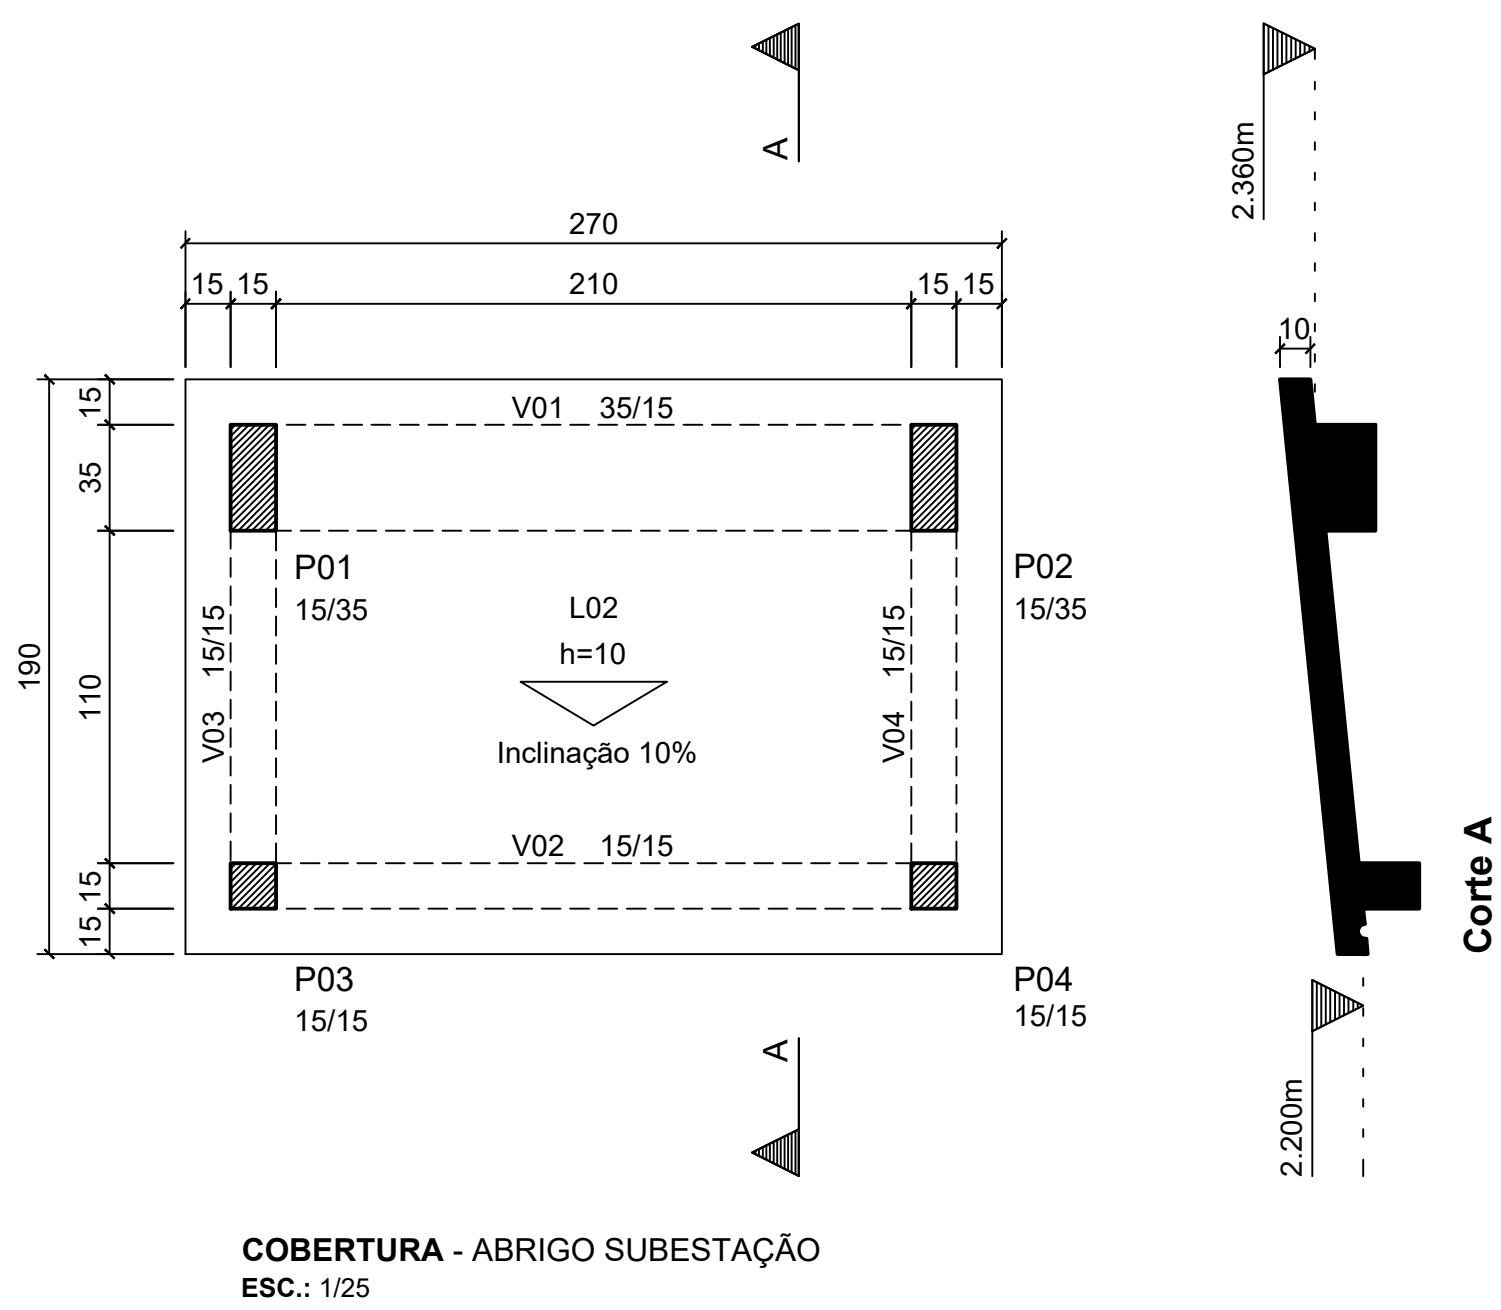 A
2.360m
270
15 15 210 15 15
10
15
35
110
15
15
190
V01 35/15
P01
15/35
P02
15/35
L02
h=10
Inclinação 10%
V03 15/15
V04 15/15
V02 15/15
P03
15/15
P04
15/15
Corte A
A
2.200m
COBERTURA - ABRIGO SUBESTAÇÃO
ESC.: 1/25